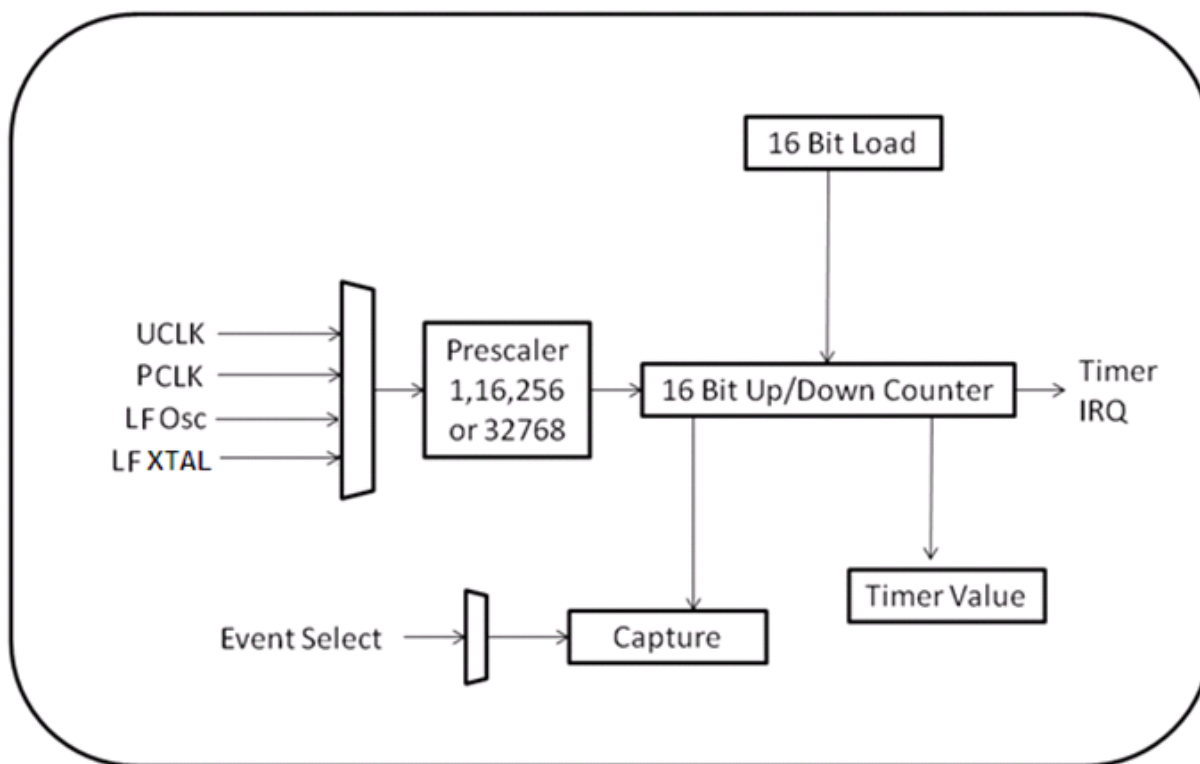 16 Bit Load
UCLK
PCLK
LF Osc
LF XTAL
Prescaler
1,16,256
or 32768
16 Bit Up/Down Counter
Timer
IRQ
Timer Value
Event Select
Capture